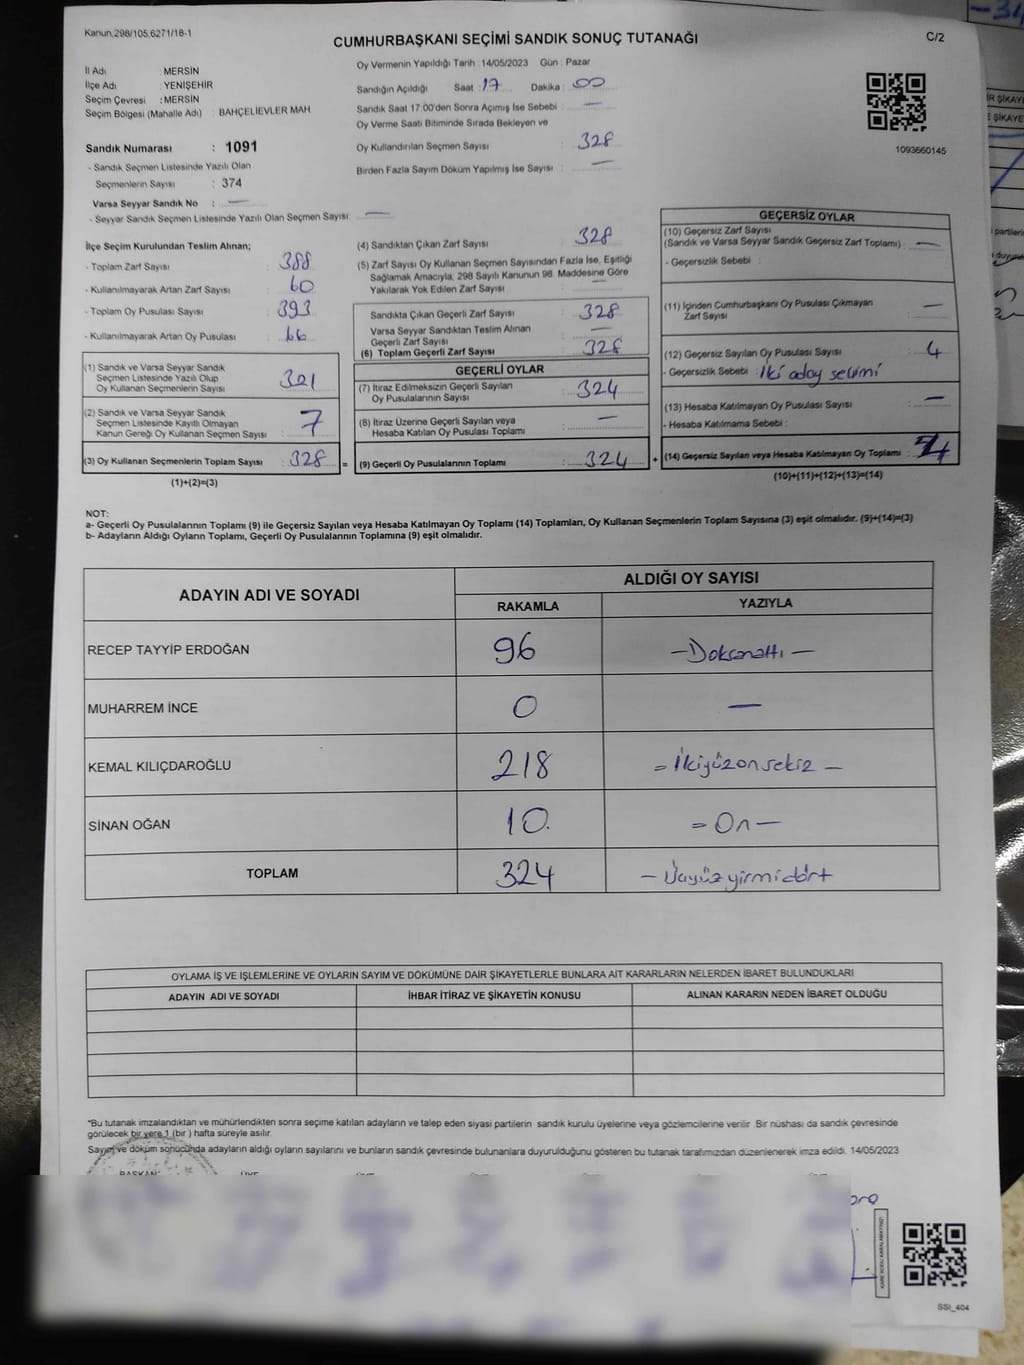 Kanun,298/105,6271/18-1
CUMHURBAŞKANI SEÇİMİ SANDIK SONUÇ TUTANAĞI
C/2
İl Adı : MERSİN
İlçe Adı : YENİŞEHİR
Seçim Çevresi : MERSİN
Seçim Bölgesi (Mahalle Adı) : BAHÇELİEVLER MAH
Sandık Numarası : 1091
- Sandık Seçmen Listesinde Yazılı Olan
Seçmenlerin Sayısı : 374
Varsa Seyyar Sandık No : —
- Seyyar Sandık Seçmen Listesinde Yazılı Olan Seçmen Sayısı: —
Oy Vermenin Yapıldığı Tarih : 14/05/2023 Gün : Pazar
Sandığın Açıldığı Saat : 17 Dakika : 00
Sandık Saat 17:00'den Sonra Açımış İse Sebebi : —
Oy Verme Saati Bitiminde Sırada Bekleyen ve
Oy Kullandırılan Seçmen Sayısı : 328
Birden Fazla Sayım Döküm Yapılmış İse Sayısı : —
1093660145
İlçe Seçim Kurulundan Teslim Alınan;
- Toplam Zarf Sayısı : 388
- Kullanılmayarak Artan Zarf Sayısı : 60
- Toplam Oy Pusulası Sayısı : 393
- Kullanılmayarak Artan Oy Pusulası : 66
(1) Sandık ve Varsa Seyyar Sandık
Seçmen Listesinde Yazılı Olup
Oy Kullanan Seçmenlerin Sayısı : 321
(2) Sandık ve Varsa Seyyar Sandık
Seçmen Listesinde Kayıtlı Olmayan
Kanun Gereği Oy Kullanan Seçmen Sayısı : 7
(3) Oy Kullanan Seçmenlerin Toplam Sayısı : 328 =
(1)+(2)=(3)
(4) Sandıktan Çıkan Zarf Sayısı : 328
(5) Zarf Sayısı Oy Kullanan Seçmen Sayısından Fazla İse, Eşitliği
Sağlamak Amacıyla, 298 Sayılı Kanunun 98. Maddesine Göre
Yakılarak Yok Edilen Zarf Sayısı : —
Sandıkta Çıkan Geçerli Zarf Sayısı : 328
Varsa Seyyar Sandıktan Teslim Alınan
Geçerli Zarf Sayısı : —
(6) Toplam Geçerli Zarf Sayısı : 328
GEÇERLİ OYLAR
(7) İtiraz Edilmeksizin Geçerli Sayılan
Oy Pusulalarının Sayısı : 324
(8) İtiraz Üzerine Geçerli Sayılan veya
Hesaba Katılan Oy Pusulası Toplamı : —
(9) Geçerli Oy Pusulalarının Toplamı : 324 +
GEÇERSİZ OYLAR
(10) Geçersiz Zarf Sayısı
(Sandık ve Varsa Seyyar Sandık Geçersiz Zarf Toplamı) : —
- Geçersizlik Sebebi :
(11) İçinden Cumhurbaşkanı Oy Pusulası Çıkmayan
Zarf Sayısı : —
(12) Geçersiz Sayılan Oy Pusulası Sayısı : 4
- Geçersizlik Sebebi : İki aday seçimi
(13) Hesaba Katılmayan Oy Pusulası Sayısı : —
- Hesaba Katılmama Sebebi :
(14) Geçersiz Sayılan veya Hesaba Katılmayan Oy Toplamı : 4
(10)+(11)+(12)+(13)=(14)
NOT:
a- Geçerli Oy Pusulalarının Toplamı (9) ile Geçersiz Sayılan veya Hesaba Katılmayan Oy Toplamı (14) Toplamları, Oy Kullanan Seçmenlerin Toplam Sayısına (3) eşit olmalıdır. (9)+(14)=(3)
b- Adayların Aldığı Oyların Toplamı, Geçerli Oy Pusulalarının Toplamına (9) eşit olmalıdır.
ADAYIN ADI VE SOYADI
ALDIĞI OY SAYISI
RAKAMLA YAZIYLA
RECEP TAYYİP ERDOĞAN 96 — Doksanaltı —
MUHARREM İNCE 0 —
KEMAL KILIÇDAROĞLU 218 = İkiyüzonsekiz —
SİNAN OĞAN 10. = On —
TOPLAM 324 — Üçyüzyirmidört
OYLAMA İŞ VE İŞLEMLERİNE VE OYLARIN SAYIM VE DÖKÜMÜNE DAİR ŞİKAYETLERLE BUNLARA AİT KARARLARIN NELERDEN İBARET BULUNDUKLARI
ADAYIN ADI VE SOYADI İHBAR İTİRAZ VE ŞİKAYETİN KONUSU ALINAN KARARIN NEDEN İBARET OLDUĞU
*Bu tutanak imzalandıktan ve mühürlendikten sonra seçime katılan adayların ve talep eden siyasi partilerin sandık kurulu üyelerine veya gözlemcilerine verilir .Bir nüshası da sandık çevresinde
görülecek bir yere 1 (bir ) hafta süreyle asılır.
Sayım ve döküm sonucunda adayların aldığı oyların sayılarını ve bunların sandık çevresinde bulunanlara duyurulduğunu gösteren bu tutanak tarafımızdan düzenlenerek imza edildi. 14/05/2023
BAŞKAN ÜYE
KARE KODU KARALAMAYINIZ!
SSİ_404